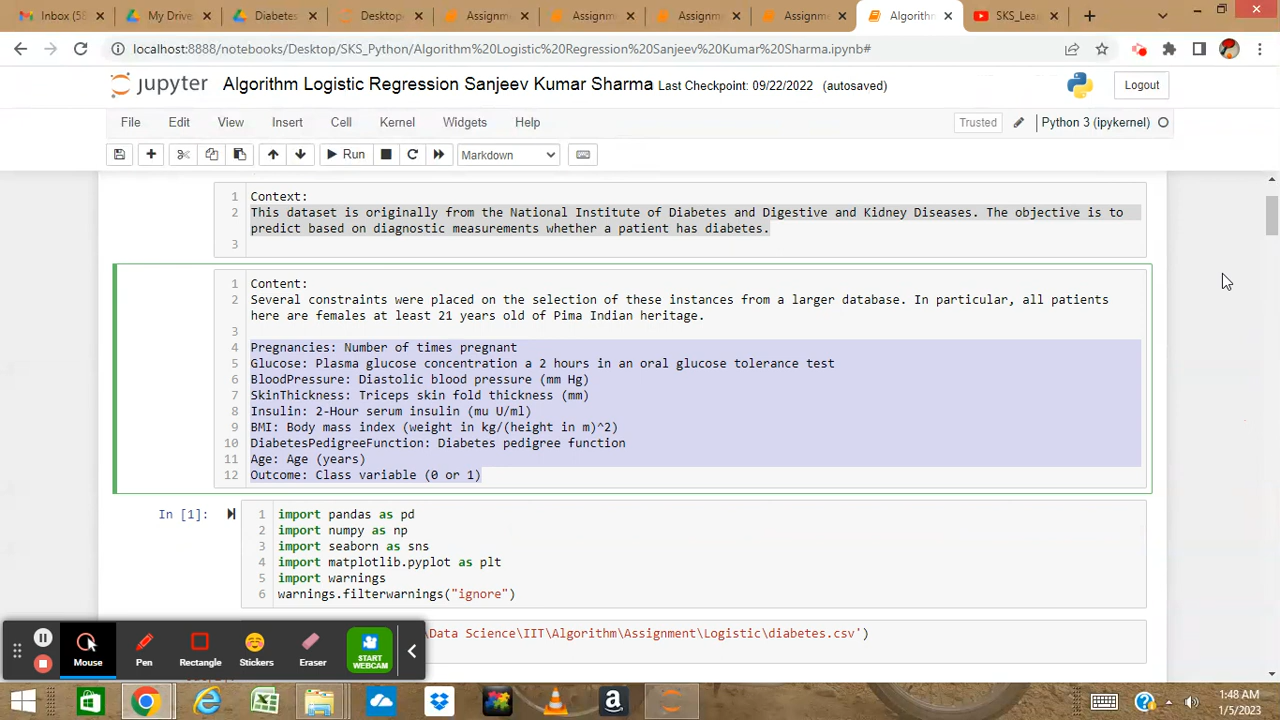 Inbox (58
My Drive
Diabetes
Desktop
Assignm
Assignm
Assignm
Assignm
Algorithm
SKS_Lea
localhost:8888/notebooks/Desktop/SKS_Python/Algorithm%20Logistic%20Regression%20Sanjeev%20Kumar%20Sharma.ipynb#
jupyter Algorithm Logistic Regression Sanjeev Kumar Sharma Last Checkpoint: 09/22/2022 (autosaved)
Logout
File Edit View Insert Cell Kernel Widgets Help
Trusted
Python 3 (ipykernel)
Run
Markdown
1 Context:
2 This dataset is originally from the National Institute of Diabetes and Digestive and Kidney Diseases. The objective is to
predict based on diagnostic measurements whether a patient has diabetes.
3
1 Content:
2 Several constraints were placed on the selection of these instances from a larger database. In particular, all patients
here are females at least 21 years old of Pima Indian heritage.
3
4 Pregnancies: Number of times pregnant
5 Glucose: Plasma glucose concentration a 2 hours in an oral glucose tolerance test
6 BloodPressure: Diastolic blood pressure (mm Hg)
7 SkinThickness: Triceps skin fold thickness (mm)
8 Insulin: 2-Hour serum insulin (mu U/ml)
9 BMI: Body mass index (weight in kg/(height in m)^2)
10 DiabetesPedigreeFunction: Diabetes pedigree function
11 Age: Age (years)
12 Outcome: Class variable (0 or 1)
In [1]:
1 import pandas as pd
2 import numpy as np
3 import seaborn as sns
4 import matplotlib.pyplot as plt
5 import warnings
6 warnings.filterwarnings("ignore")
\Data Science\IIT\Algorithm\Assignment\Logistic\diabetes.csv')
Mouse
Pen
Rectangle
Stickers
Eraser
START
WEBCAM
1:48 AM
1/5/2023